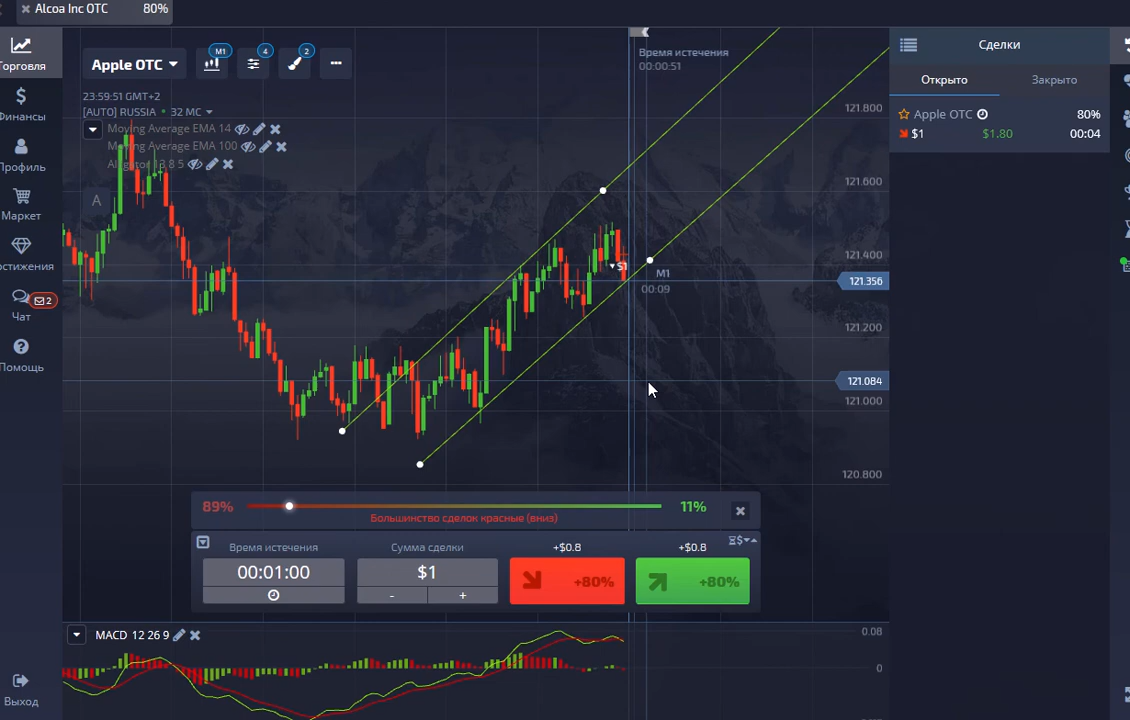 Alcoa Inc OTC 80%
Торговля
Финансы
Профиль
Маркет
остижения
2
Чат
Помощь
Выход
Apple OTC
M1
4
2
23:59:51 GMT+2
[AUTO] RUSSIA • 32 MC
Moving Average EMA 14
Moving Average EMA 100
Alligator 13 8 5
A
Время истечения
00:00:51
$1
M1
00:09
121.800
121.600
121.400
121.356
121.200
121.084
121.000
120.800
89%
11%
Большинство сделок красные (вниз)
Время истечения
Сумма сделки
+$0.8
+$0.8
00:01:00
$1
- +
+80%
+80%
MACD 12 26 9
0.08
0
Сделки
Открыто
Закрыто
Apple OTC 80%
$1 $1.80 00:04